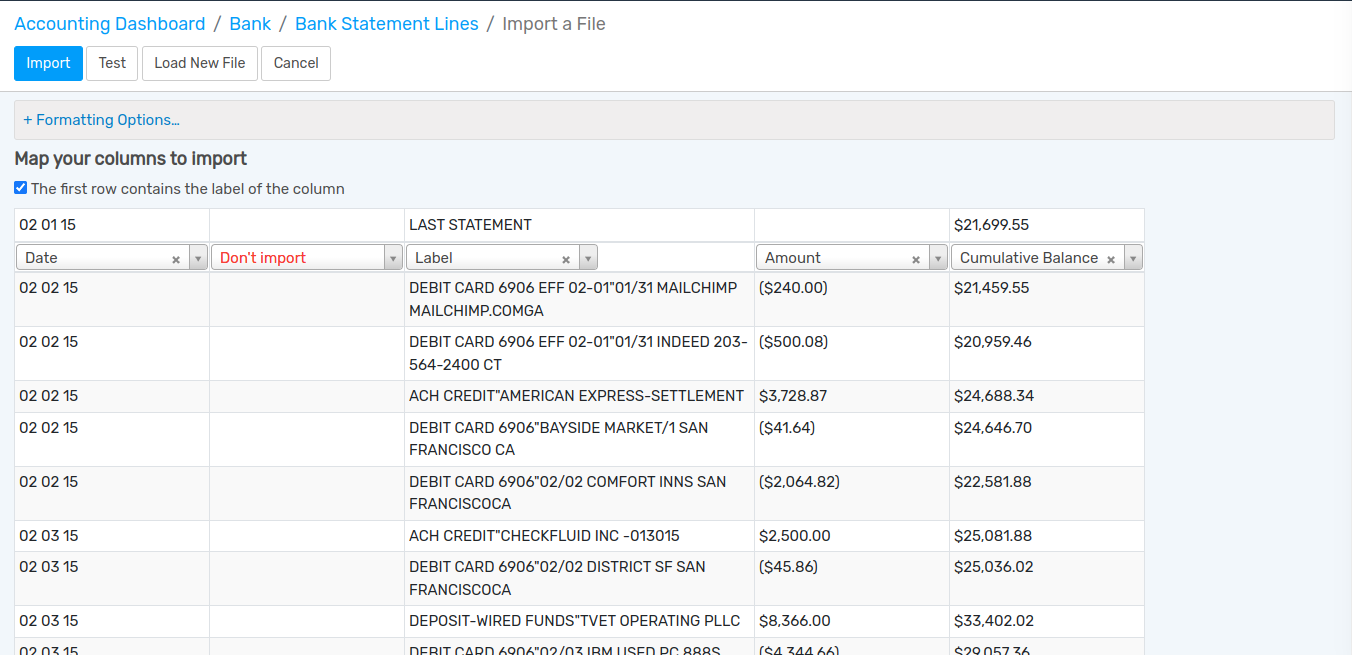 Accounting Dashboard / Bank / Bank Statement Lines / Import a File
Import Test Load New File Cancel
+ Formatting Options…
Map your columns to import
The first row contains the label of the column
02 01 15 LAST STATEMENT $21,699.55
Date × Don't import Label × Amount × Cumulative Balance ×
02 02 15 DEBIT CARD 6906 EFF 02-01"01/31 MAILCHIMP ($240.00) $21,459.55
MAILCHIMP.COMGA
02 02 15 DEBIT CARD 6906 EFF 02-01"01/31 INDEED 203- ($500.08) $20,959.46
564-2400 CT
02 02 15 ACH CREDIT"AMERICAN EXPRESS-SETTLEMENT $3,728.87 $24,688.34
02 02 15 DEBIT CARD 6906"BAYSIDE MARKET/1 SAN ($41.64) $24,646.70
FRANCISCO CA
02 02 15 DEBIT CARD 6906"02/02 COMFORT INNS SAN ($2,064.82) $22,581.88
FRANCISCOCA
02 03 15 ACH CREDIT"CHECKFLUID INC -013015 $2,500.00 $25,081.88
02 03 15 DEBIT CARD 6906"02/02 DISTRICT SF SAN ($45.86) $25,036.02
FRANCISCOCA
02 03 15 DEPOSIT-WIRED FUNDS"TVET OPERATING PLLC $8,366.00 $33,402.02
02 03 15 DEBIT CARD 6906"02/03 IBM USED PC 888S ($4,344.66) $29,057.36